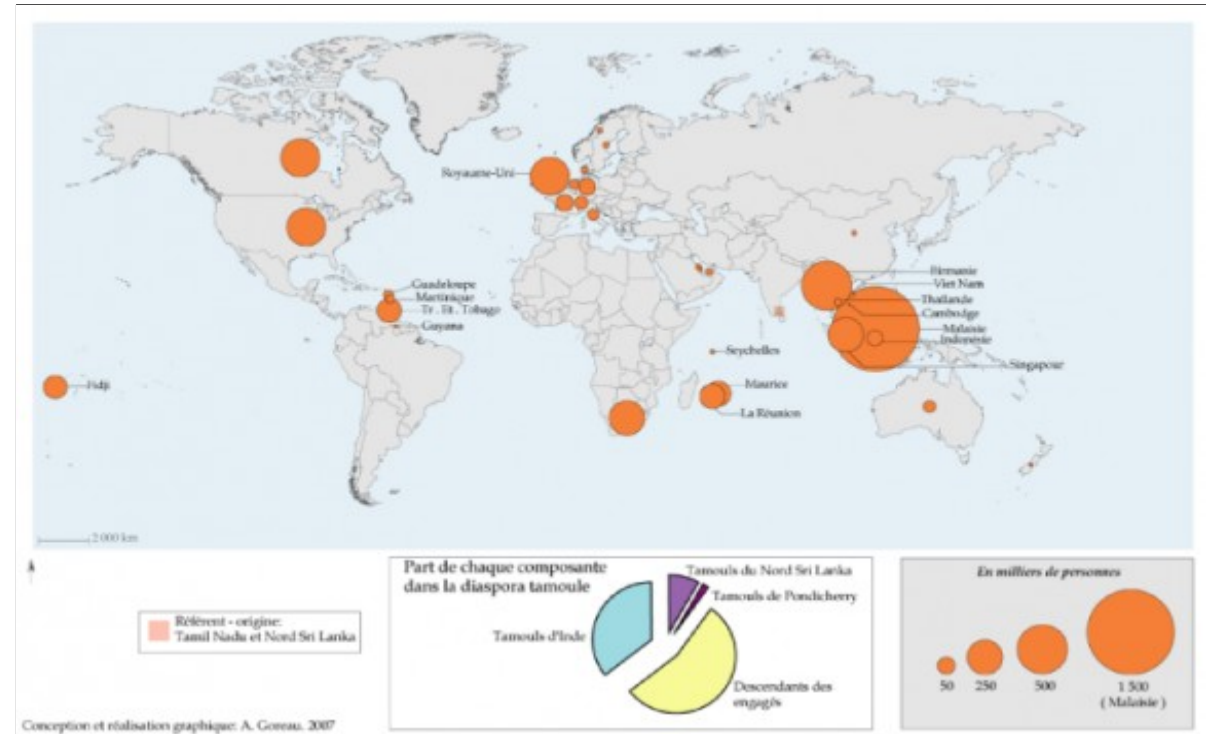 Royaume-Uni
Guadeloupe
Martinique
Tr. Et. Tobago
Guyana
Fidji
Seychelles
Maurice
La Réunion
Birmanie
Viet Nam
Thaïlande
Cambodge
Malaisie
Indonésie
Singapour
2 000 km
Référent - origine:
Tamil Nadu et Nord Sri Lanka
Part de chaque composante
dans la diaspora tamoule
Tamouls du Nord Sri Lanka
Tamouls de Pondicherry
Tamouls d'Inde
Descendants des
engagés
En milliers de personnes
50
250
500
1 500
( Malaisie )
Conception et réalisation graphique: A. Goreau. 2007